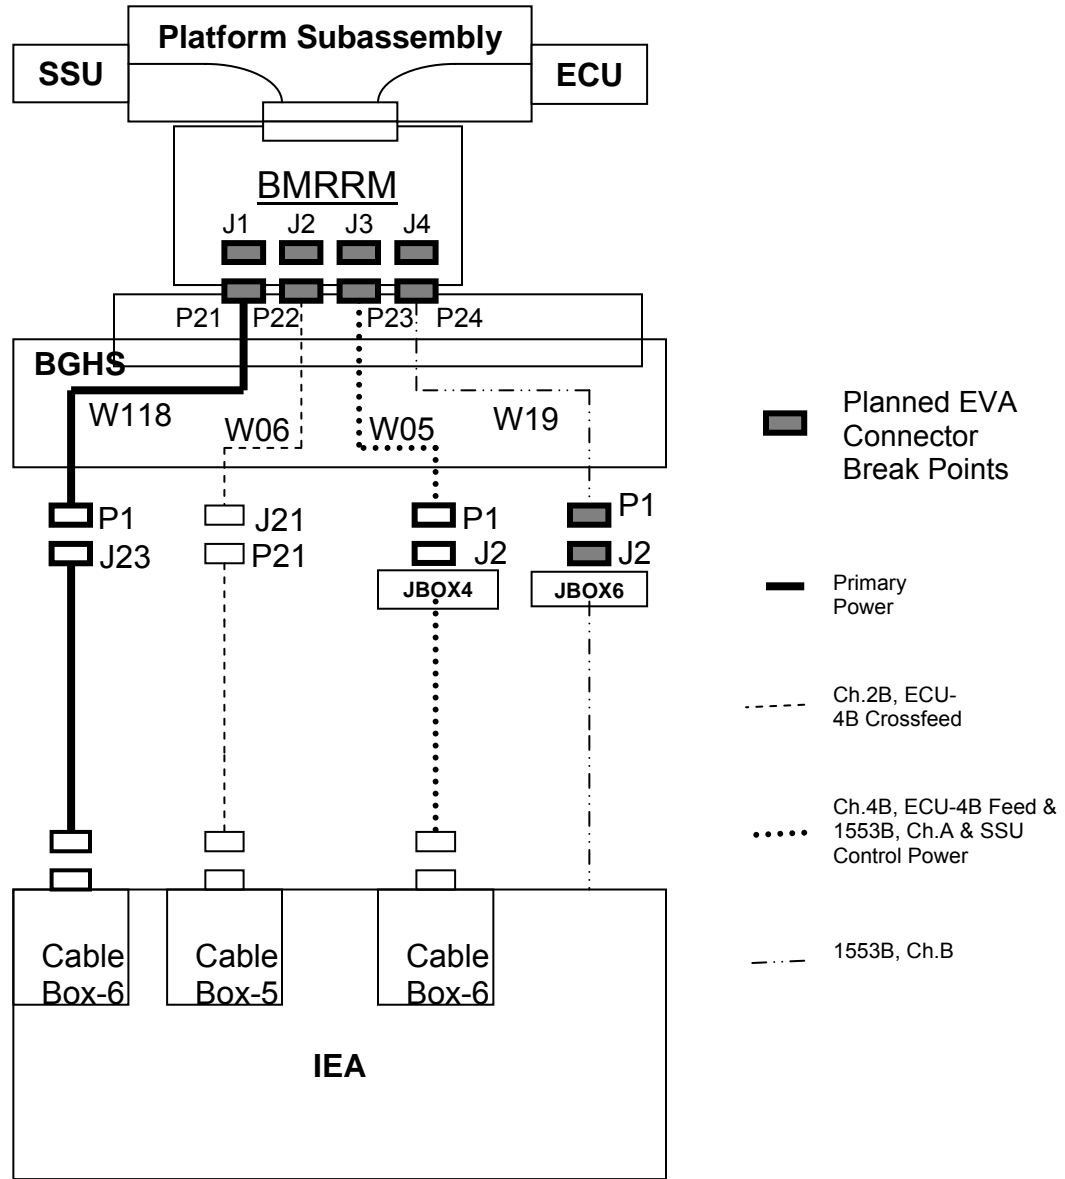 Platform Subassembly
SSU
ECU
BMRRM
J1 J2 J3 J4
P21 P22 P23 P24
BGHS
W118 W06 W05 W19
P1 J21 P1 P1
J23 P21 J2 J2
JBOX4 JBOX6
Cable
Box-6
Cable
Box-5
Cable
Box-6
IEA
Planned EVA
Connector
Break Points
Primary
Power
Ch.2B, ECU-
4B Crossfeed
Ch.4B, ECU-4B Feed &
1553B, Ch.A & SSU
Control Power
1553B, Ch.B